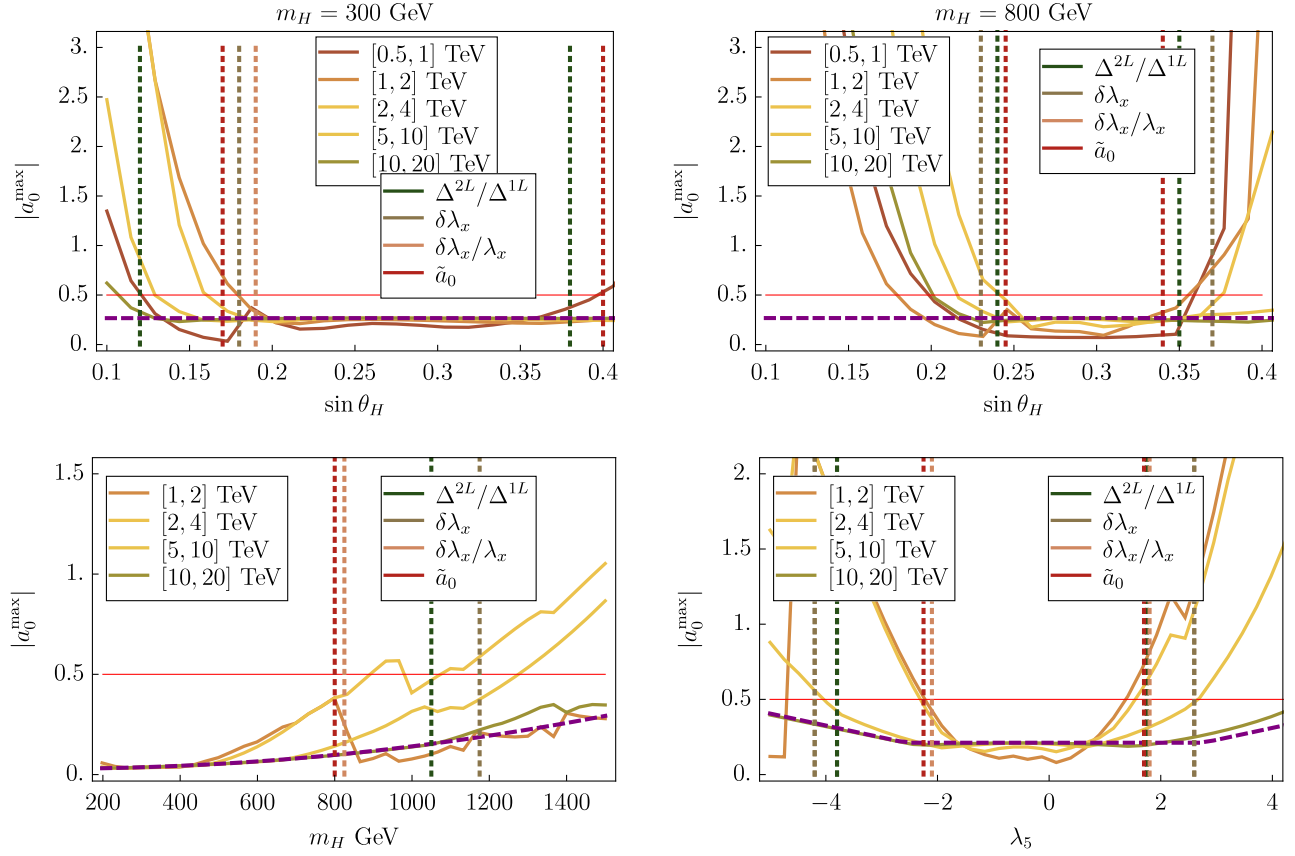 m_H = 300 GeV
|a_0^max|
3.
2.5
2.
1.5
1.
0.5
0.
[0.5, 1] TeV
[1, 2] TeV
[2, 4] TeV
[5, 10] TeV
[10, 20] TeV
Δ^2L/Δ^1L
δλ_x
δλ_x/λ_x
ã_0
0.1 0.15 0.2 0.25 0.3 0.35 0.4
sin θ_H
m_H = 800 GeV
|a_0^max|
3.
2.5
2.
1.5
1.
0.5
0.
[0.5, 1] TeV
[1, 2] TeV
[2, 4] TeV
[5, 10] TeV
[10, 20] TeV
Δ^2L/Δ^1L
δλ_x
δλ_x/λ_x
ã_0
0.1 0.15 0.2 0.25 0.3 0.35 0.4
sin θ_H
|a_0^max|
1.5
1.
0.5
0.
[1, 2] TeV
[2, 4] TeV
[5, 10] TeV
[10, 20] TeV
Δ^2L/Δ^1L
δλ_x
δλ_x/λ_x
ã_0
200 400 600 800 1000 1200 1400
m_H GeV
|a_0^max|
2.
1.5
1.
0.5
0.
[1, 2] TeV
[2, 4] TeV
[5, 10] TeV
[10, 20] TeV
Δ^2L/Δ^1L
δλ_x
δλ_x/λ_x
ã_0
−4 −2 0 2 4
λ_5